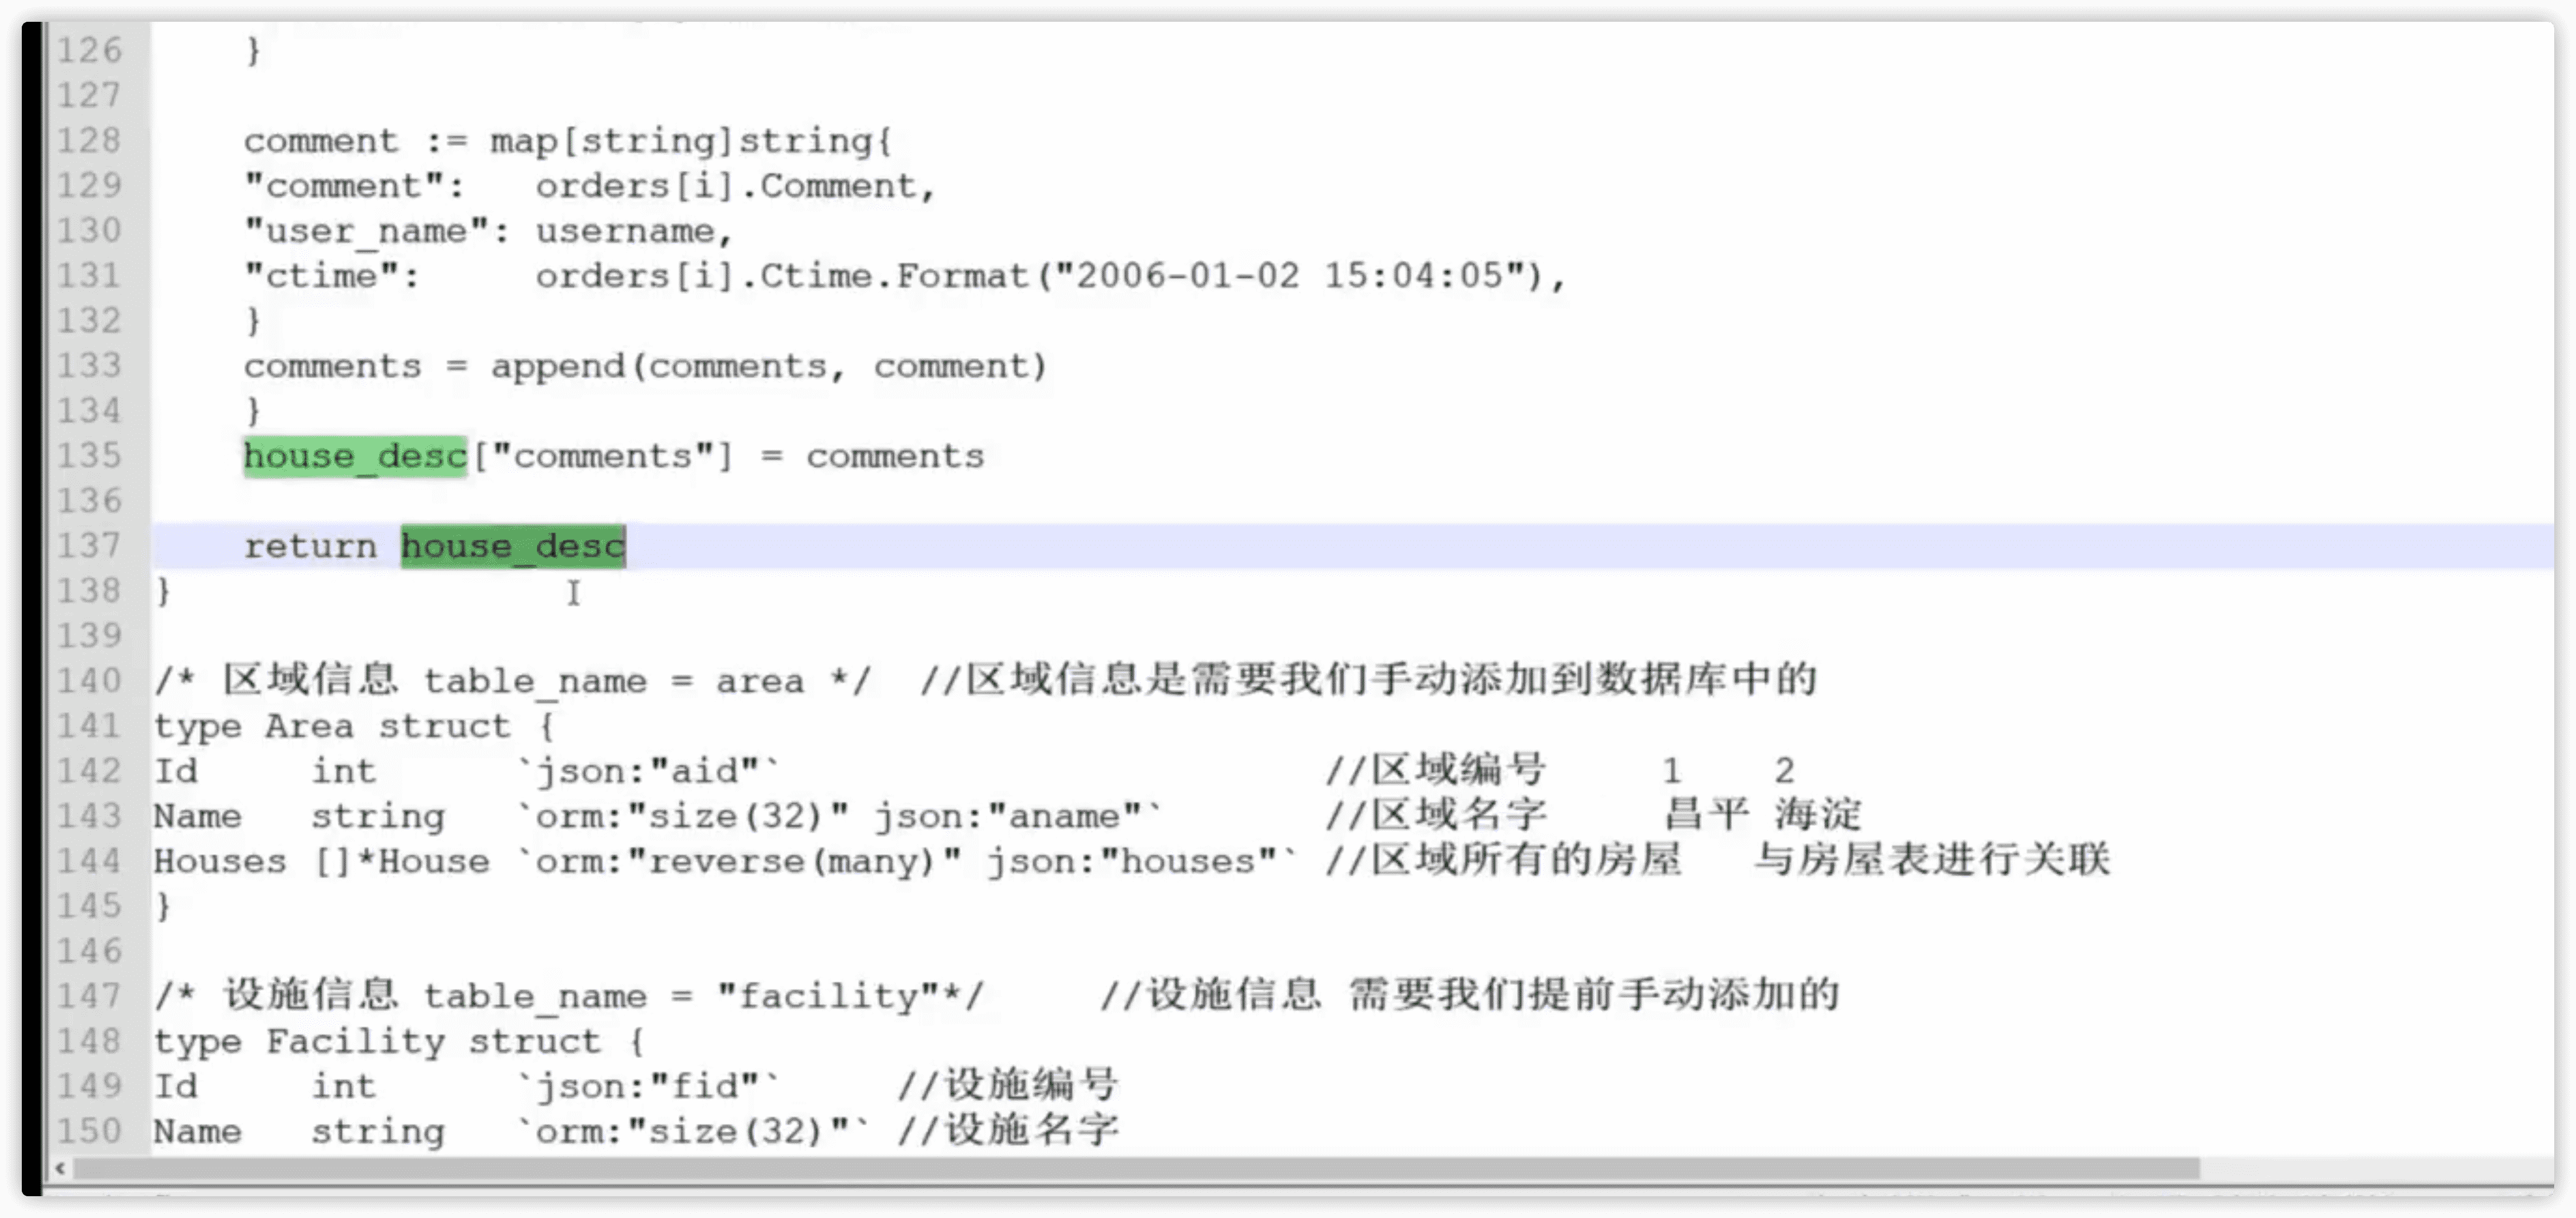 126 }
127
128 comment := map[string]string{
129 "comment": orders[i].Comment,
130 "user_name": username,
131 "ctime": orders[i].Ctime.Format("2006-01-02 15:04:05"),
132 }
133 comments = append(comments, comment)
134 }
135 house_desc["comments"] = comments
136
137 return house_desc
138 }
139
140 /* 区域信息 table_name = area */ //区域信息是需要我们手动添加到数据库中的
141 type Area struct {
142 Id int `json:"aid"` //区域编号 1 2
143 Name string `orm:"size(32)" json:"aname"` //区域名字 昌平 海淀
144 Houses []*House `orm:"reverse(many)" json:"houses"` //区域所有的房屋 与房屋表进行关联
145 }
146
147 /* 设施信息 table_name = "facility"*/ //设施信息 需要我们提前手动添加的
148 type Facility struct {
149 Id int `json:"fid"` //设施编号
150 Name string `orm:"size(32)"` //设施名字